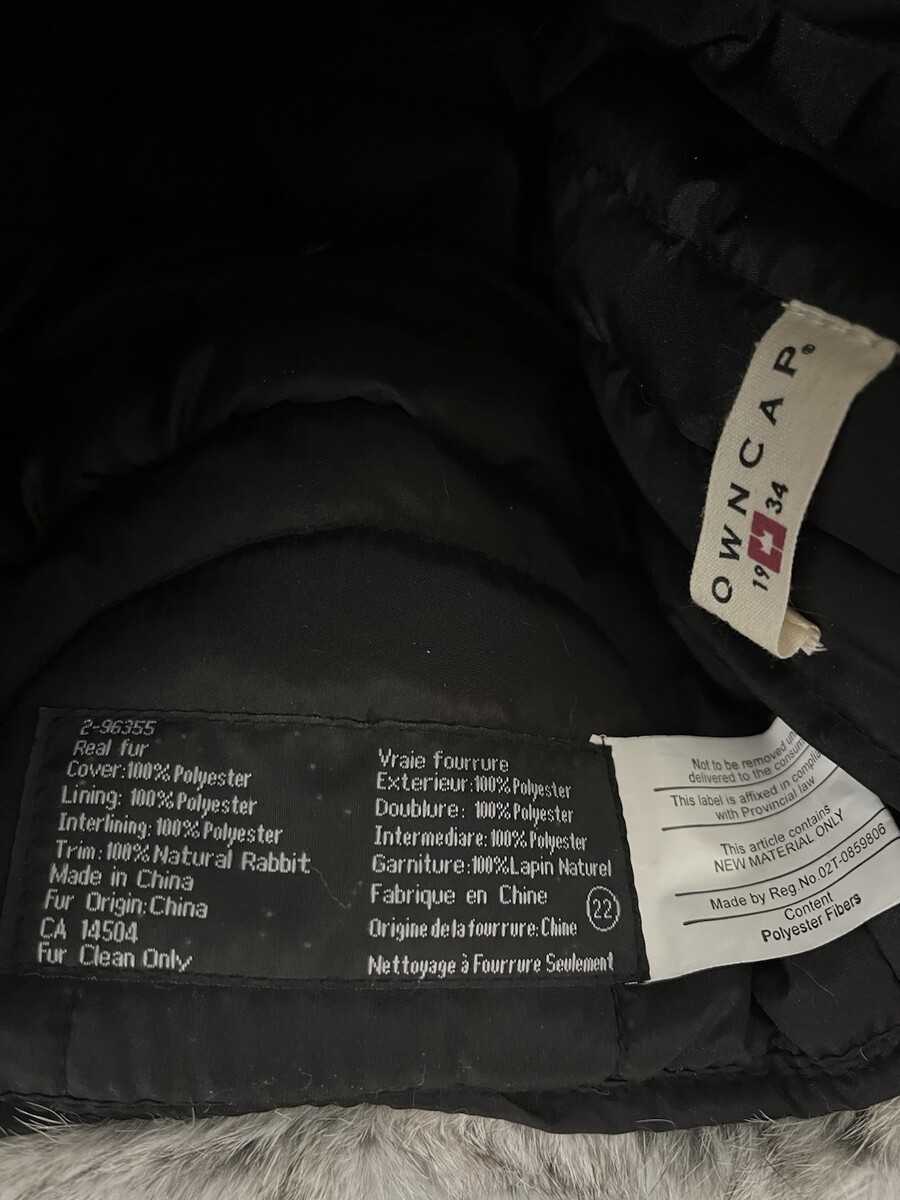 OWNCAP®
19 34
2-96355
Real fur
Cover:100% Polyester
Lining: 100% Polyester
Interlining: 100% Polyester
Trim: 100% Natural Rabbit
Made in China
Fur Origin:China
CA 14504
Fur Clean Only
Vraie fourrure
Exterieur:100% Polyester
Doublure: 100% Polyester
Intermediare:100% Polyester
Garniture:100% Lapin Naturel
Fabrique en Chine
22
Origine de la fourrure: Chine
Nettoyage à Fourrure Seulement
Not to be removed
delivered to the
This label is affixed in
with Provincial law
This article contains
NEW MATERIAL ONLY
Made by Reg.No.02T-0859806
Content
Polyester Fibers